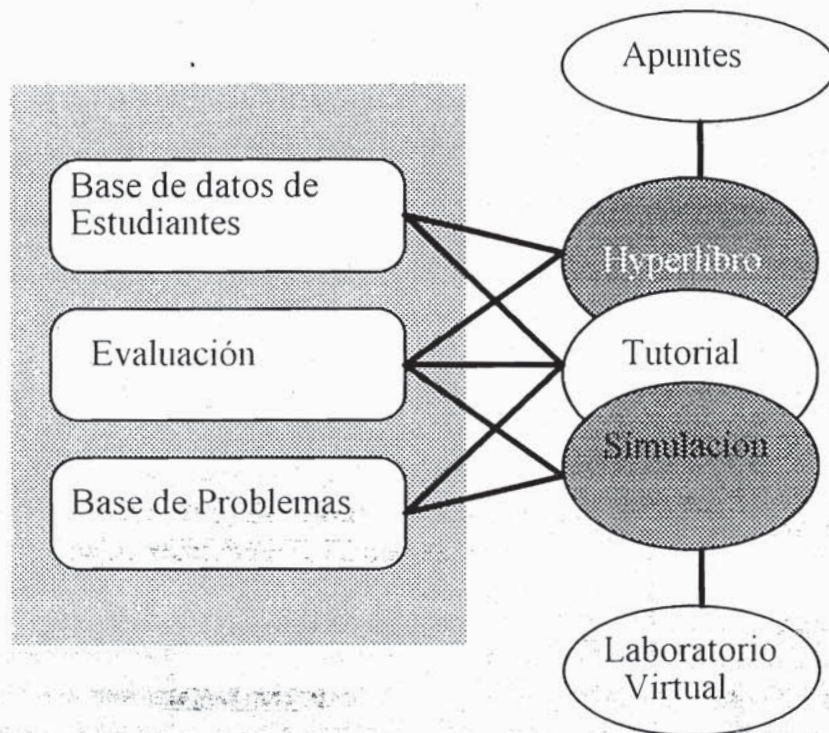 Apuntes
Base de datos de
Estudiantes
Hyperlibro
Evaluación
Tutorial
Simulacion
Base de Problemas
Laboratorio
Virtual